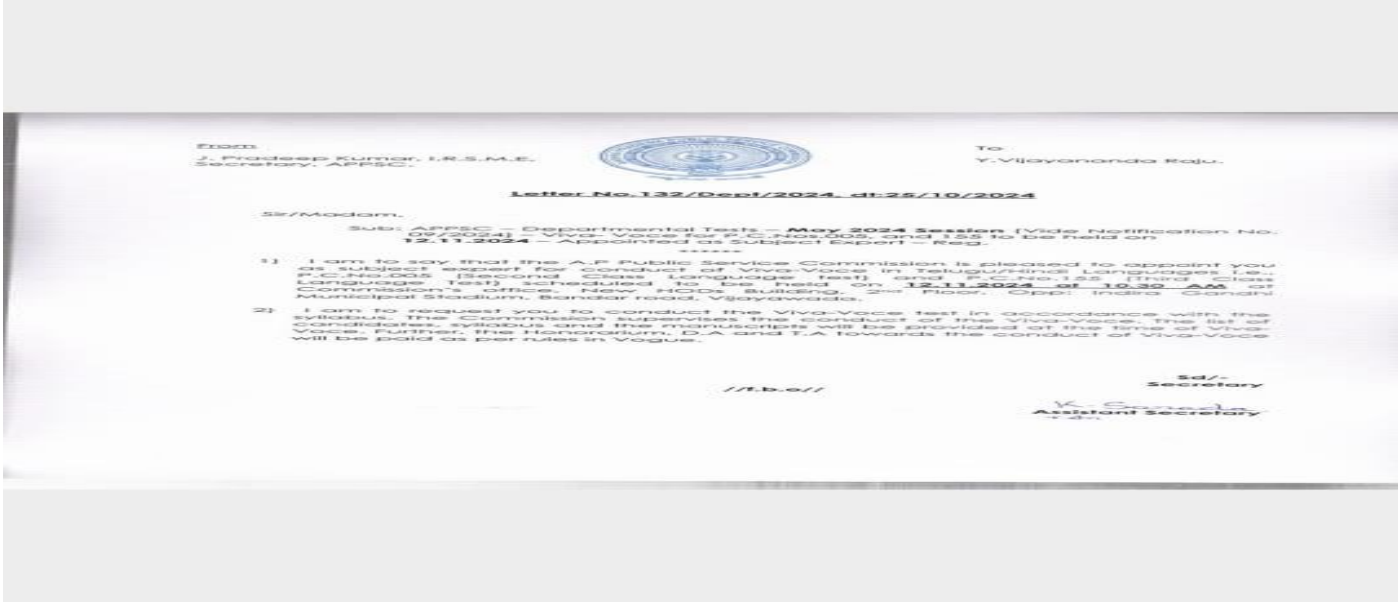 From
To
J. Pradeep Kumar, I.R.S.M.E.
Secretary, APPSC.
Y.Vijayananda Raju.
Letter No.132/Dept/2024, dt:25/10/2024
Sir/Madam,
Sub: APPSC – Departmental Tests – May 2024 Session (Vide Notification No.
09/2024) – Viva- Voce for P.C.Nos.005, and 155 to be held on
12.11.2024 – Appointed as Subject Expert – Reg.
******
1) I am to say that the A.P Public Service Commission is pleased to appoint you
as subject expert for conduct of Viva-Voce in Telugu/Hindi Languages i.e.,
P.C.No.005 (Second Class Language test) and P.C.No.155 (Third Class
Language Test) scheduled to be held on 12.11.2024 at 10.30 AM at
Commission's office, New HODs Building, 2nd Floor, Opp: Indira Gandhi
Municipal Stadium, Bandar road, Vijayawada.
2) I am to request you to conduct the Viva-Voce test in accordance with the
syllabus. The Commission supervises the conduct of the Viva-Voce. The list of
candidates, syllabus and the manuscripts will be provided at the time of Viva-
Voce. Further, the Honorarium, D.A and T.A towards the conduct of Viva-Voce
will be paid as per rules in Vogue.
Sd/-
Secretary
//f.b.o//
K. Sarada
Assistant Secretary